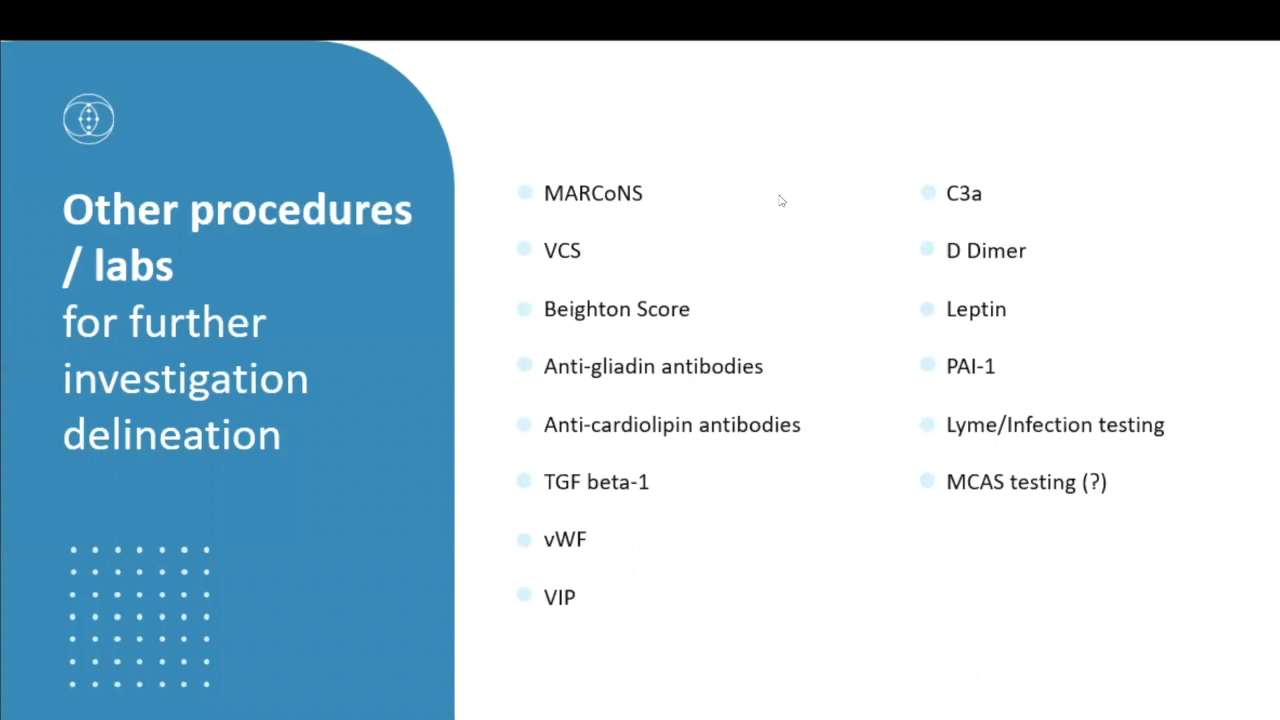 Other procedures
/ labs
for further
investigation
delineation
MARCoNS
VCS
Beighton Score
Anti-gliadin antibodies
Anti-cardiolipin antibodies
TGF beta-1
vWF
VIP
C3a
D Dimer
Leptin
PAI-1
Lyme/Infection testing
MCAS testing (?)